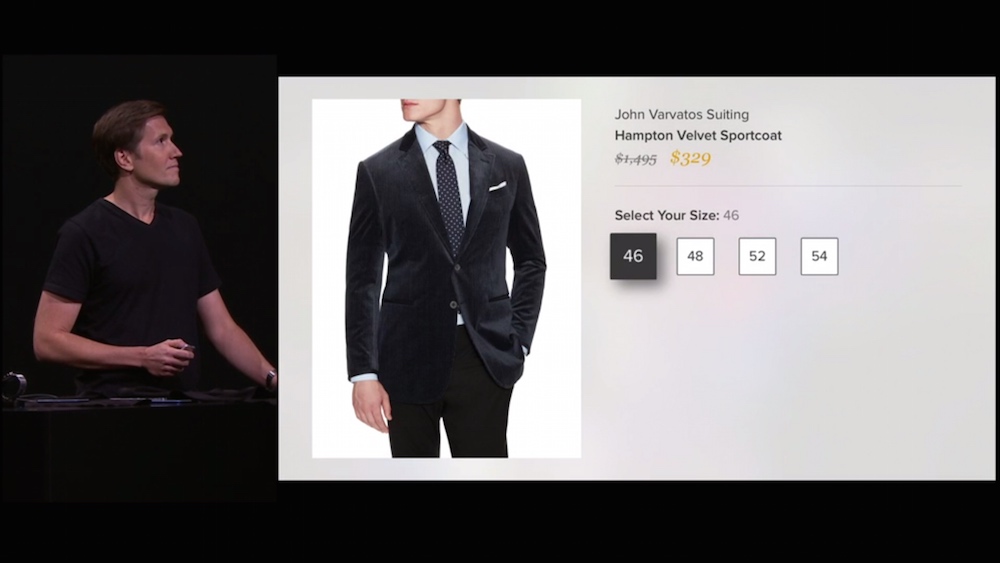 John Varvatos Suiting
Hampton Velvet Sportcoat
$1,495 $329
Select Your Size: 46
46 48 52 54